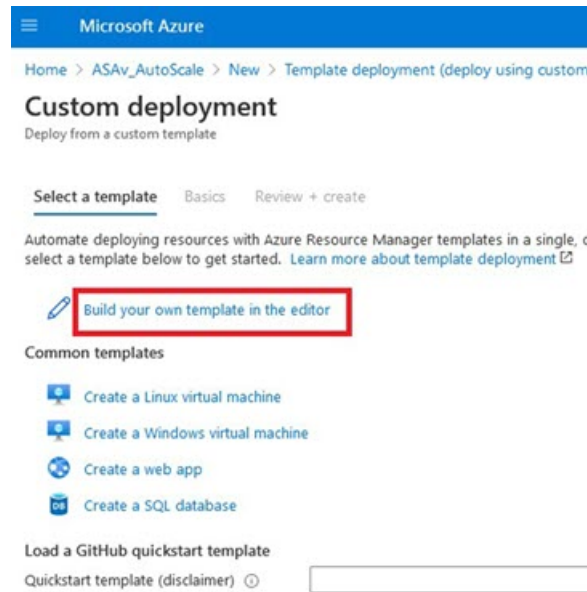 Microsoft Azure
Home > ASAv_AutoScale > New > Template deployment (deploy using custom
Custom deployment
Deploy from a custom template
Select a template Basics Review + create
Automate deploying resources with Azure Resource Manager templates in a single,
select a template below to get started. Learn more about template deployment
Build your own template in the editor
Common templates
Create a Linux virtual machine
Create a Windows virtual machine
Create a web app
DB Create a SQL database
Load a GitHub quickstart template
Quickstart template (disclaimer)